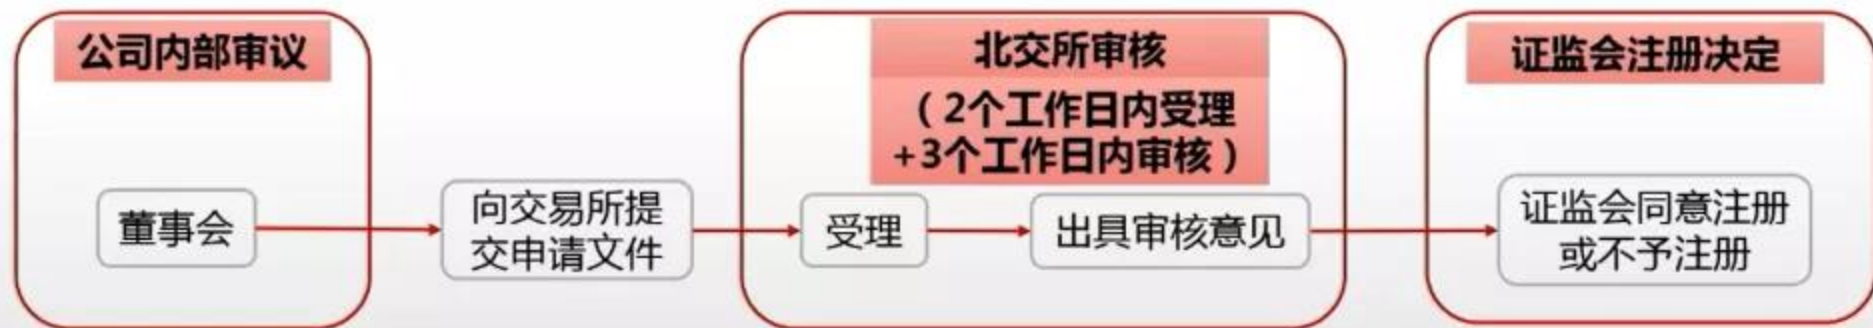 公司内部审议
董事会
向交易所提
交申请文件
北交所审核
（2个工作日内受理
+3个工作日内审核）
受理
出具审核意见
证监会注册决定
证监会同意注册
或不予注册